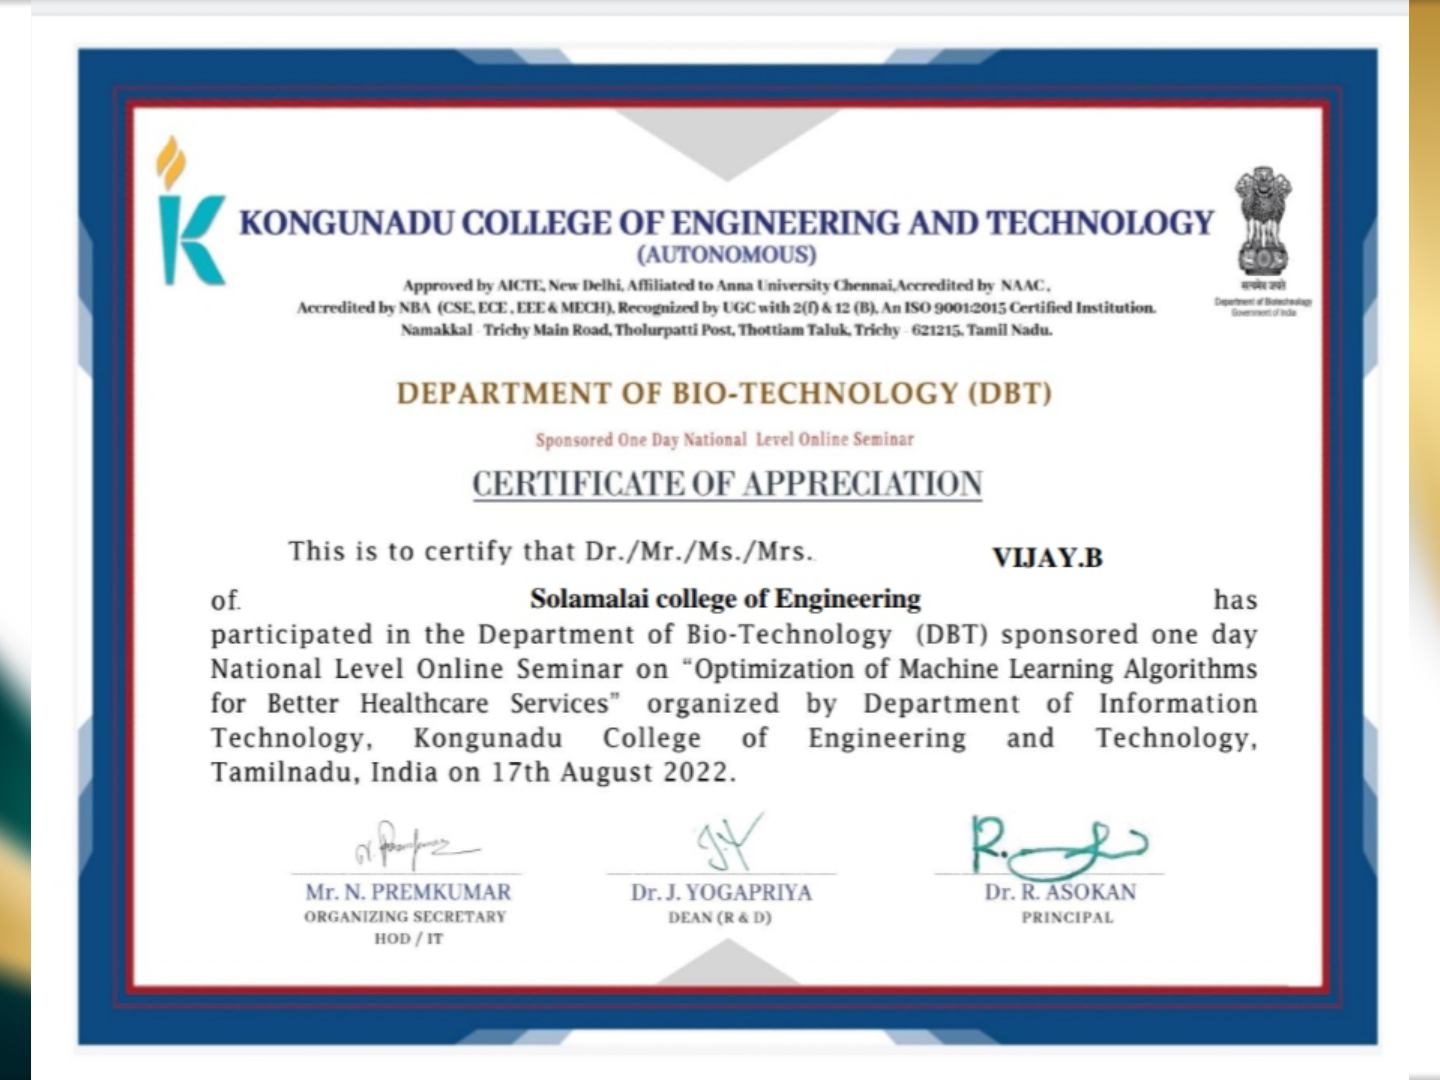 KONGUNADU COLLEGE OF ENGINEERING AND TECHNOLOGY
(AUTONOMOUS)
Approved by AICTE, New Delhi, Affiliated to Anna University Chennai,Accredited by NAAC,
Accredited by NBA (CSE, ECE, EEE & MECH), Recognized by UGC with 2(f) & 12 (B), An ISO 9001:2015 Certified Institution.
Namakkal - Trichy Main Road, Tholurpatti Post, Thottiam Taluk, Trichy - 621215, Tamil Nadu.
सत्यमेव जयते
Department of Biotechnology
Government of India
DEPARTMENT OF BIO-TECHNOLOGY (DBT)
Sponsored One Day National Level Online Seminar
CERTIFICATE OF APPRECIATION
This is to certify that Dr./Mr./Ms./Mrs. VIJAY.B
of. Solamalai college of Engineering has
participated in the Department of Bio-Technology (DBT) sponsored one day
National Level Online Seminar on “Optimization of Machine Learning Algorithms
for Better Healthcare Services” organized by Department of Information
Technology, Kongunadu College of Engineering and Technology,
Tamilnadu, India on 17th August 2022.
N. Premkumar
J.Y
R.
Mr. N. PREMKUMAR
ORGANIZING SECRETARY
HOD / IT
Dr. J. YOGAPRIYA
DEAN (R & D)
Dr. R. ASOKAN
PRINCIPAL